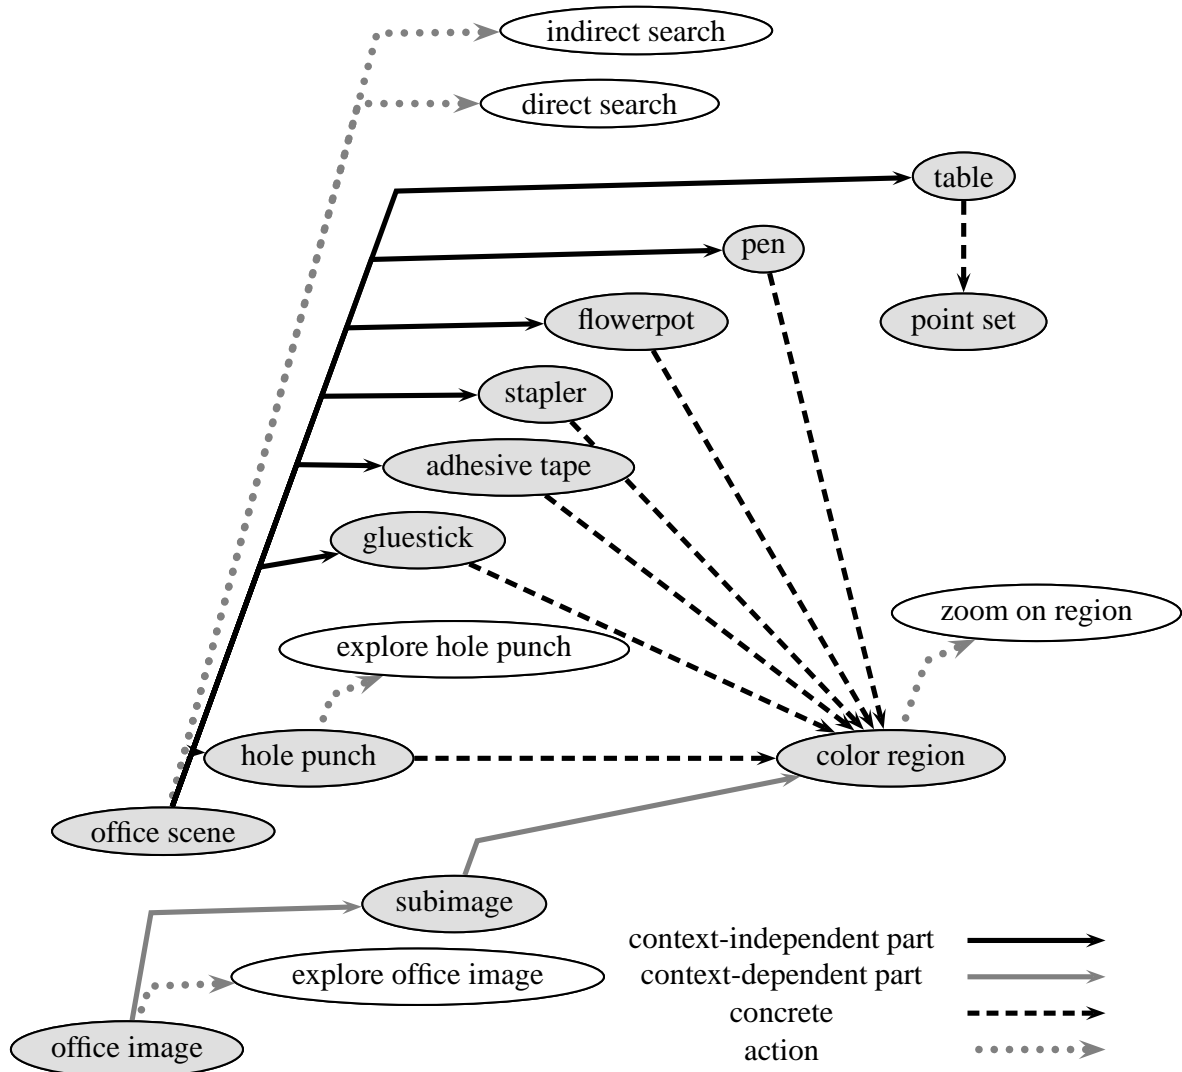 indirect search
direct search
table
pen
flowerpot
point set
stapler
adhesive tape
gluestick
zoom on region
explore hole punch
hole punch
color region
office scene
subimage
context-independent part
explore office image
context-dependent part
concrete
office image
action